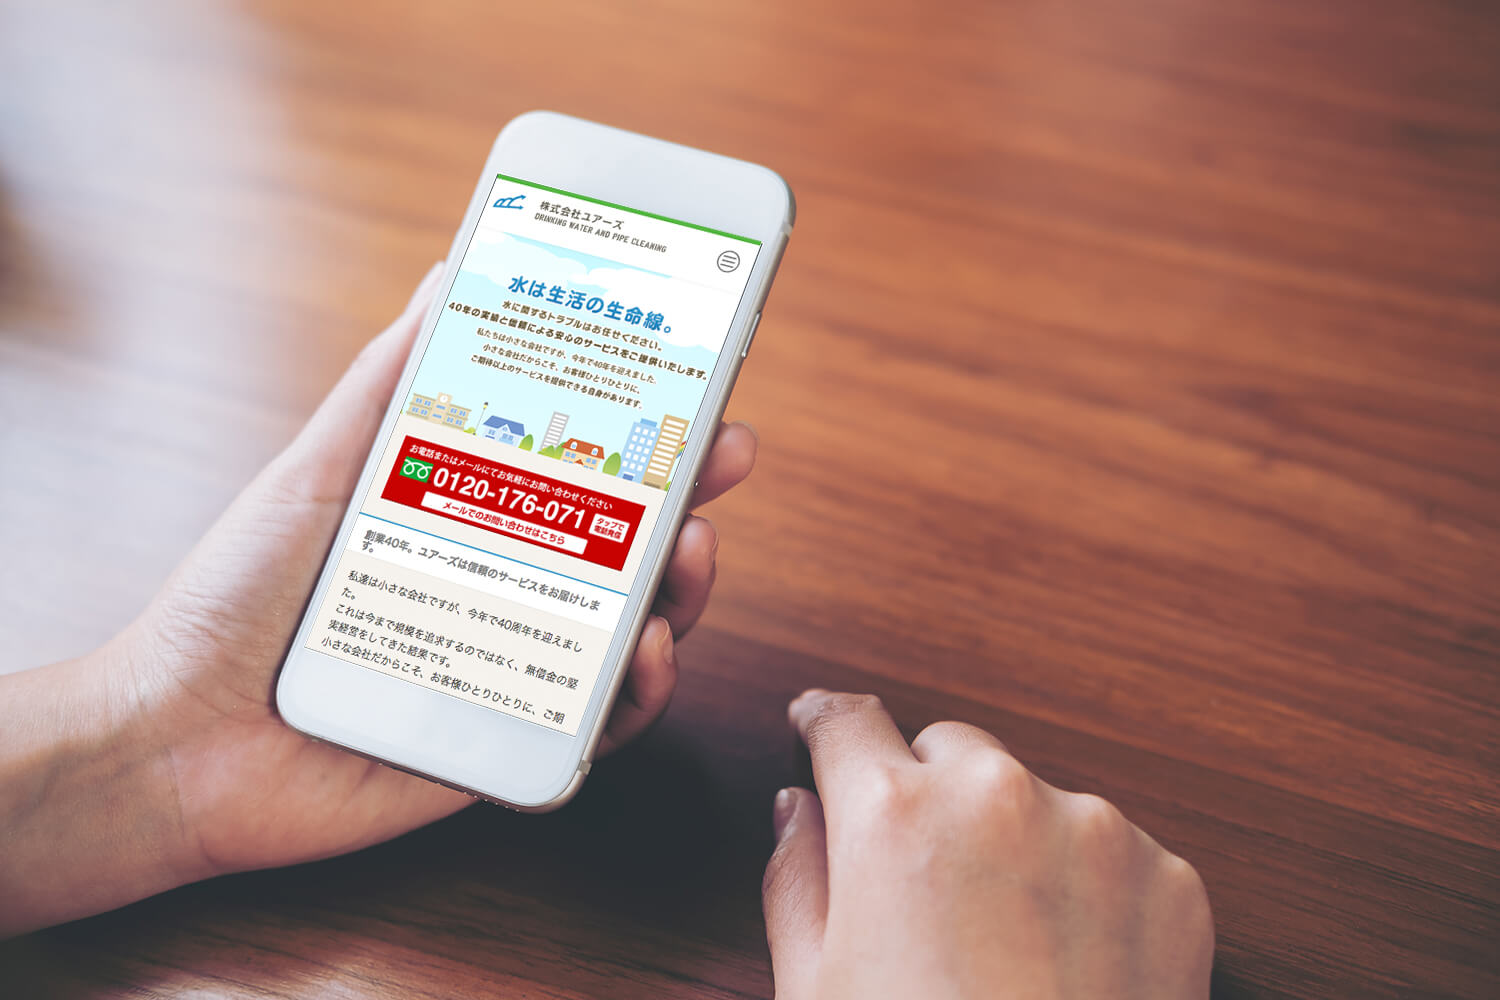 株式会社ユアーズ
DRINKING WATER AND PIPE CLEANING
水は生活の生命線。
水に関するトラブルはお任せください。
40年の実績と信頼による安心のサービスをご提供いたします。
私たちは小さな会社ですが、今年で40年を迎えました。
小さな会社だからこそ、お客様ひとりひとりに、
ご期待以上のサービスを提供できる自身があります。
お電話またはメールにてお気軽にお問い合わせください
0120-176-071
タップで
電話発信
メールでのお問い合わせはこちら
創業40年。ユアーズは信頼のサービスをお届けしま
す。
私達は小さな会社ですが、今年で40周年を迎えまし
た。
これは今まで規模を追求するのではなく、無借金の堅
実経営をしてきた結果です。
小さな会社だからこそ、お客様ひとりひとりに、ご期